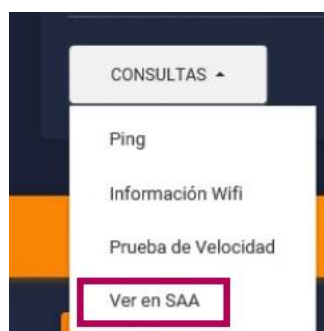 CONSULTAS
Ping
Información Wifi
Prueba de Velocidad
Ver en SAA